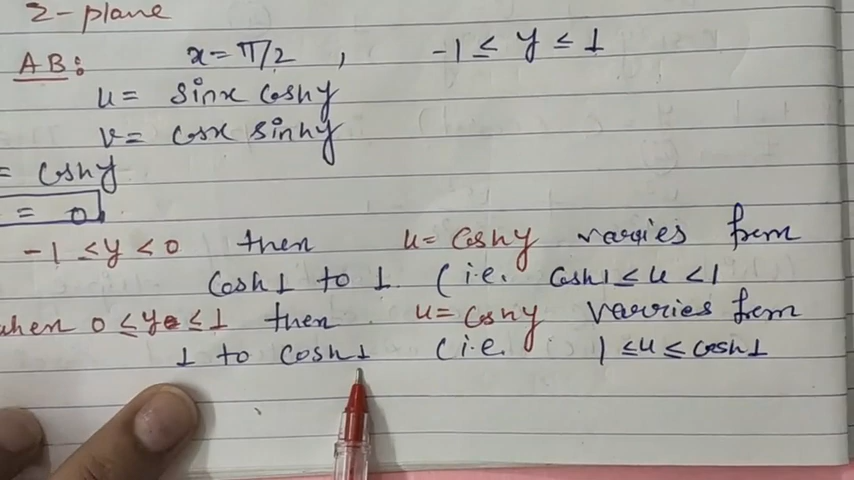 z-plane
AB: x = π/2 , -1 ≤ y ≤ 1
u = sinx coshy
v = cosx sinhy
= coshy
= 0
-1 ≤ y < 0 then u = coshy varries from
cosh1 to 1 (i.e. cosh1 ≤ u < 1
when 0 ≤ y ≤ 1 then u = coshy varries from
1 to cosh1 (i.e. 1 ≤ u ≤ cosh1